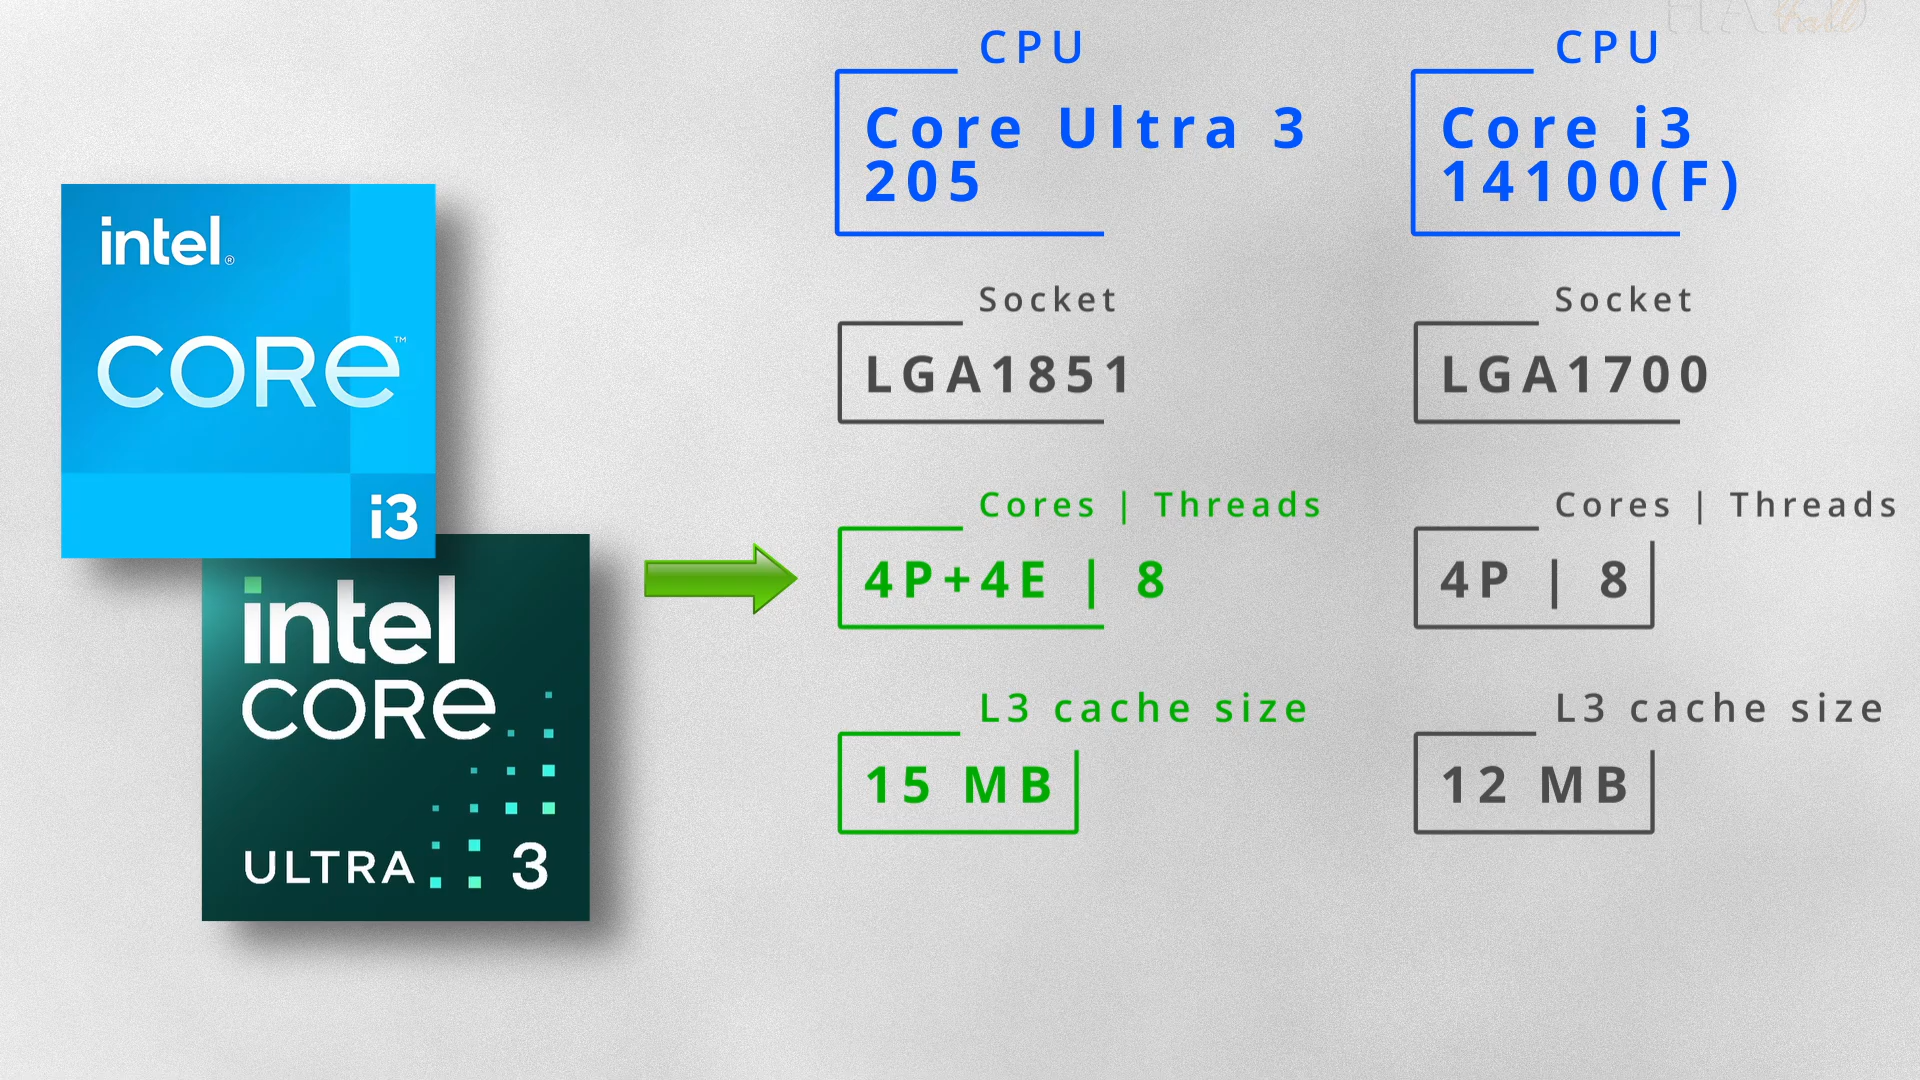 intel®
CORE™
i3
intel
CORE
ULTRA 3
CPU
Core Ultra 3
205
Socket
LGA1851
Cores | Threads
4P+4E | 8
L3 cache size
15 MB
CPU
Core i3
14100(F)
Socket
LGA1700
Cores | Threads
4P | 8
L3 cache size
12 MB